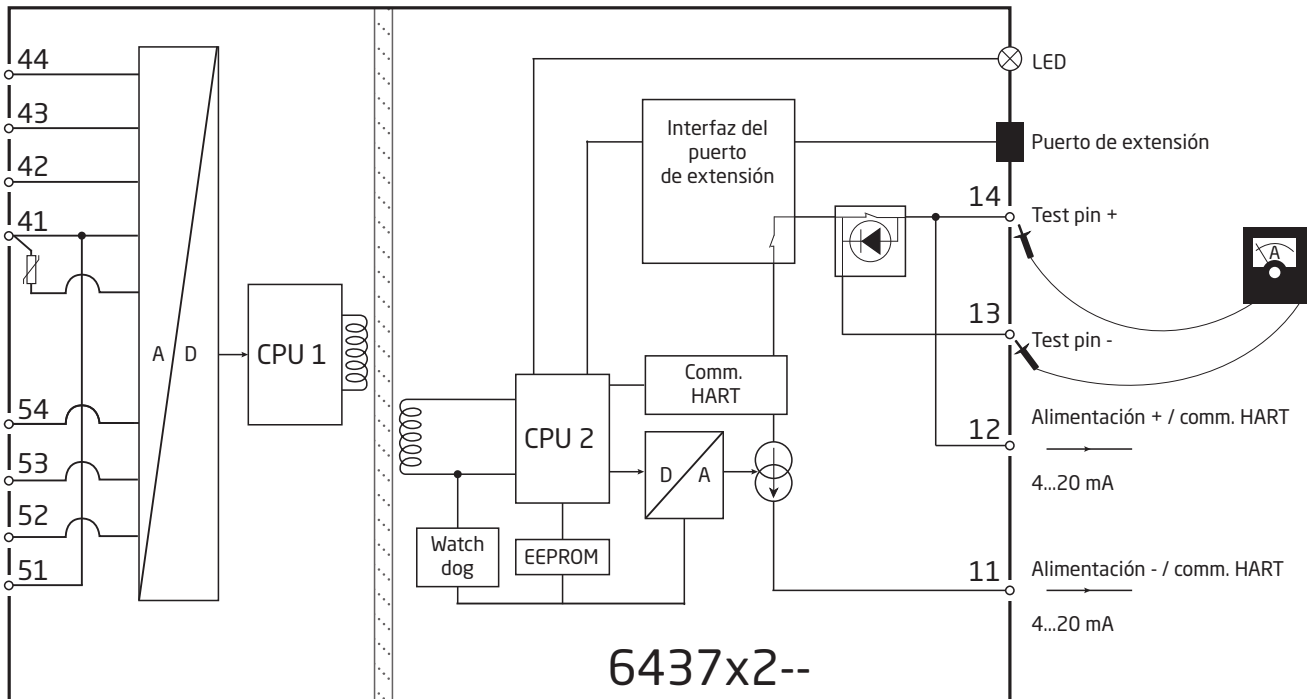 44
43
42
41
54
53
52
51
A
D
CPU 1
LED
Interfaz del
puerto
de extensión
Puerto de extensión
14
Test pin +
A
13
Test pin -
Comm.
HART
Alimentación + / comm. HART
12
4...20 mA
CPU 2
D
A
Watch
dog
EEPROM
11
Alimentación - / comm. HART
4...20 mA
6437x2--